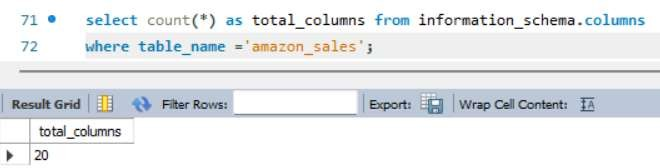 71 select count(*) as total_columns from information_schema.columns
72 where table_name ='amazon_sales';
Result Grid Filter Rows: Export: Wrap Cell Content: IA
total_columns
20